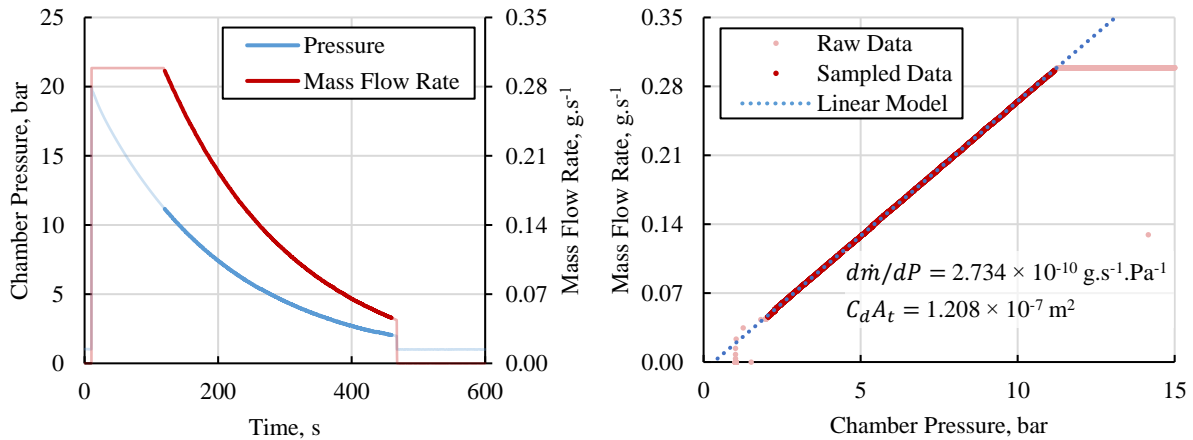 25
20
15
10
5
0
Chamber Pressure, bar
Pressure
Mass Flow Rate
0.35
0.28
0.21
0.14
0.07
0.00
Mass Flow Rate, g.s⁻¹
0
200
400
600
Time, s
0.35
0.28
0.21
0.14
0.07
0.00
Mass Flow Rate, g.s⁻¹
Raw Data
Sampled Data
Linear Model
dṁ/dP = 2.734 × 10⁻¹⁰ g.s⁻¹.Pa⁻¹
C_dA_t = 1.208 × 10⁻⁷ m²
0
5
10
15
Chamber Pressure, bar